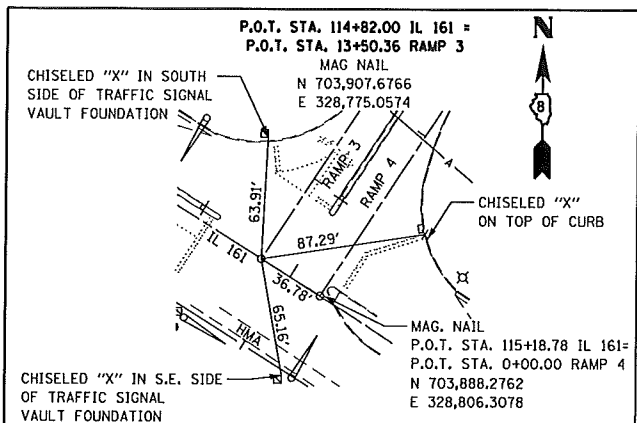 P.O.T. STA. 114+82.00 IL 161 =
P.O.T. STA. 13+50.36 RAMP 3
MAG NAIL
N 703,907.6766
E 328,775.0574
N
8
CHISELED "X" IN SOUTH
SIDE OF TRAFFIC SIGNAL
VAULT FOUNDATION
RAMP 3
RAMP 4
A
CHISELED "X"
ON TOP OF CURB
63.91'
87.29'
IL 161
36.78'
65.16'
HMA
MAG. NAIL
P.O.T. STA. 115+18.78 IL 161=
P.O.T. STA. 0+00.00 RAMP 4
N 703,888.2762
E 328,806.3078
CHISELED "X" IN S.E. SIDE
OF TRAFFIC SIGNAL
VAULT FOUNDATION